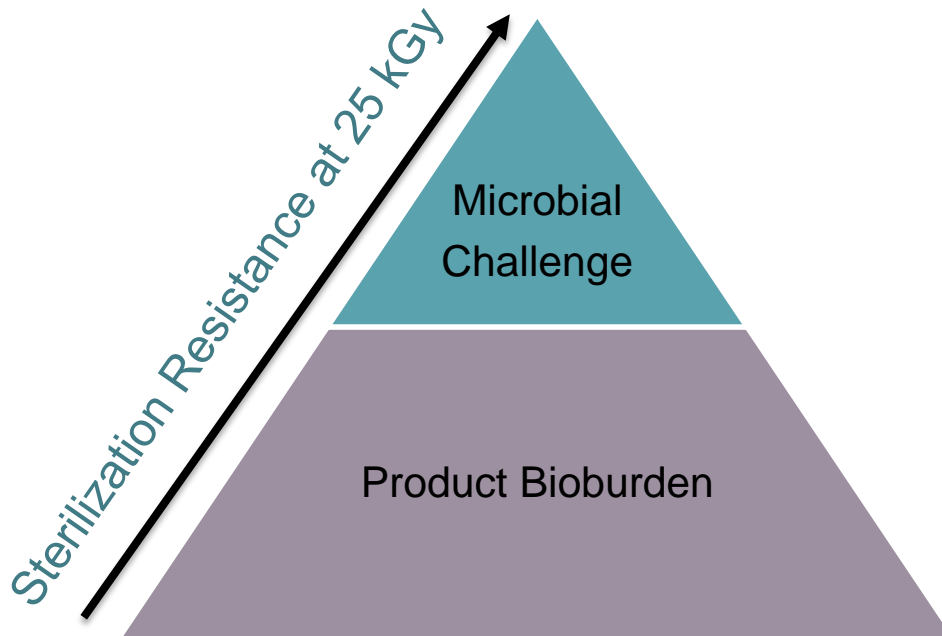 Sterilization Resistance at 25 kGy
Microbial
Challenge
Product Bioburden